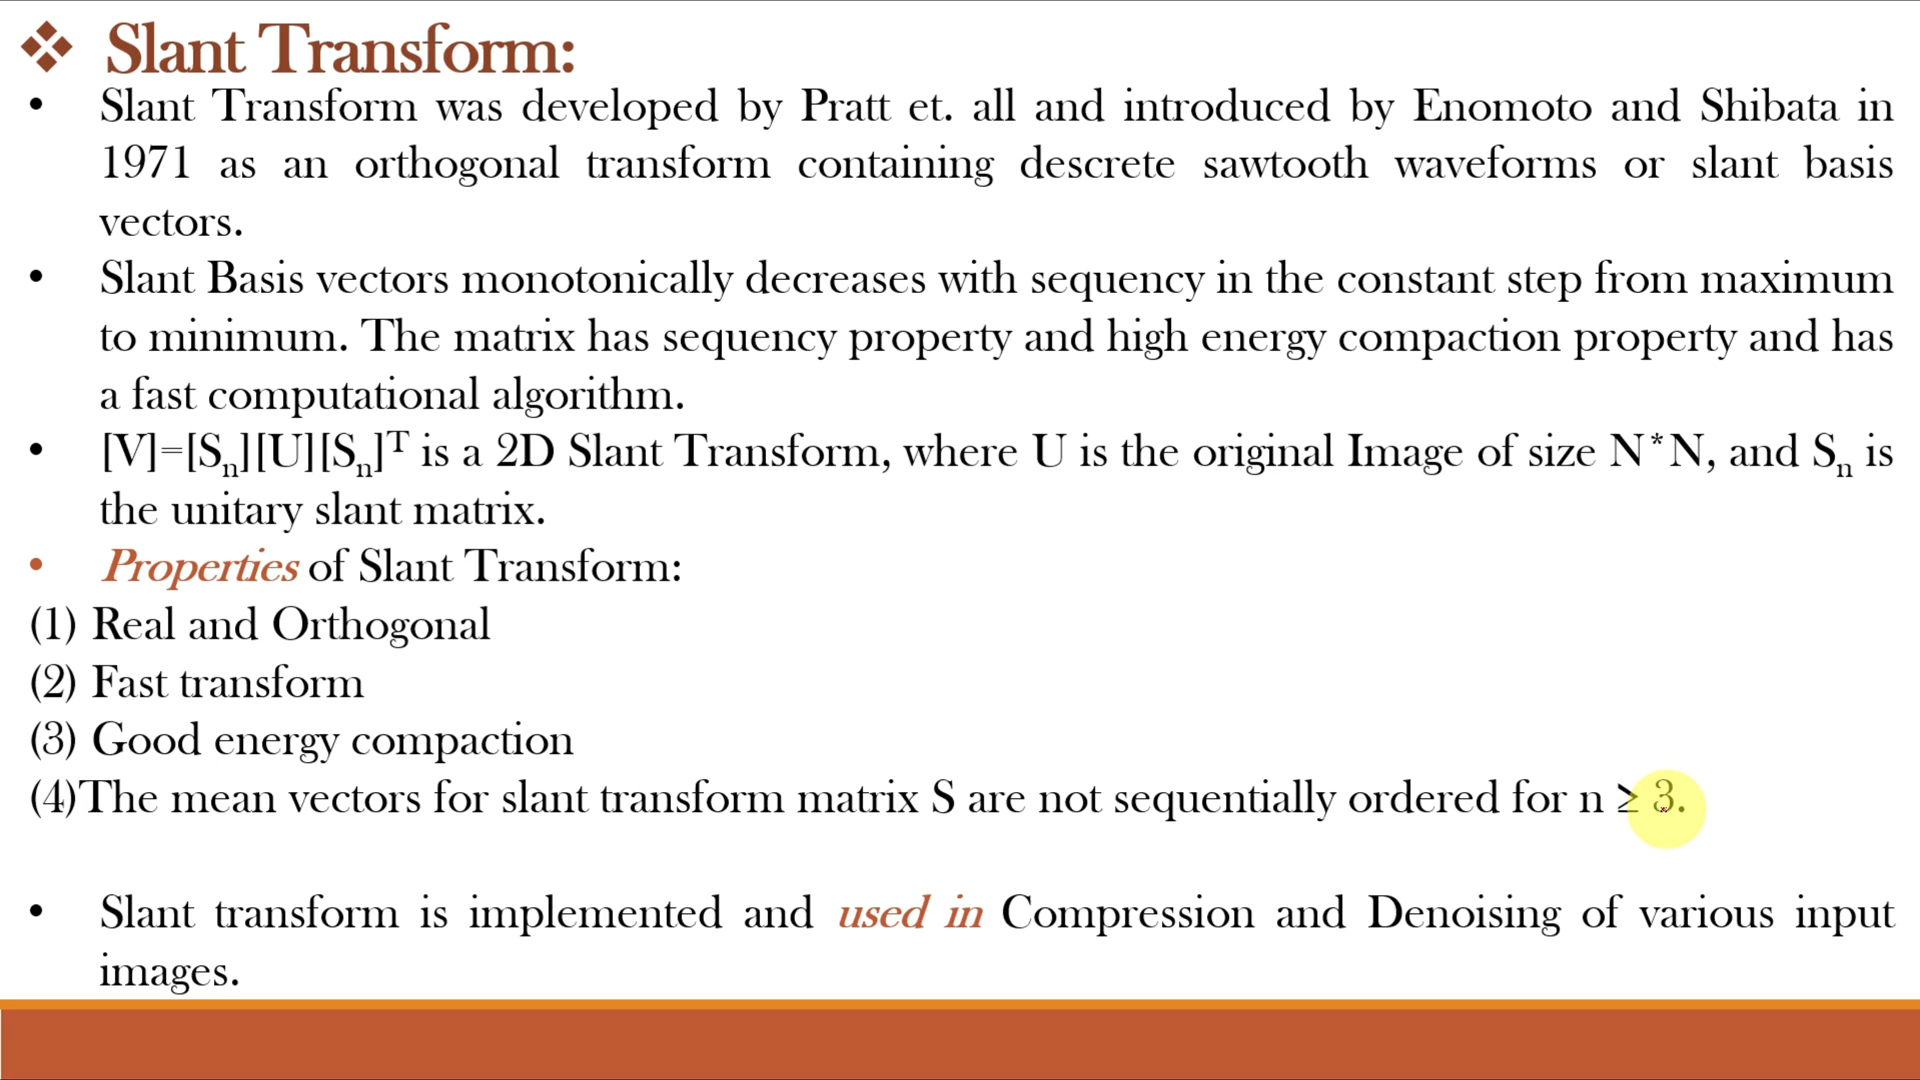 ❖ Slant Transform:
• Slant Transform was developed by Pratt et. all and introduced by Enomoto and Shibata in
1971 as an orthogonal transform containing descrete sawtooth waveforms or slant basis
vectors.
• Slant Basis vectors monotonically decreases with sequency in the constant step from maximum
to minimum. The matrix has sequency property and high energy compaction property and has
a fast computational algorithm.
• [V]=[Sₙ][U][Sₙ]ᵀ is a 2D Slant Transform, where U is the original Image of size N*N, and Sₙ is
the unitary slant matrix.
• Properties of Slant Transform:
(1) Real and Orthogonal
(2) Fast transform
(3) Good energy compaction
(4)The mean vectors for slant transform matrix S are not sequentially ordered for n ≥ 3.
• Slant transform is implemented and used in Compression and Denoising of various input
images.